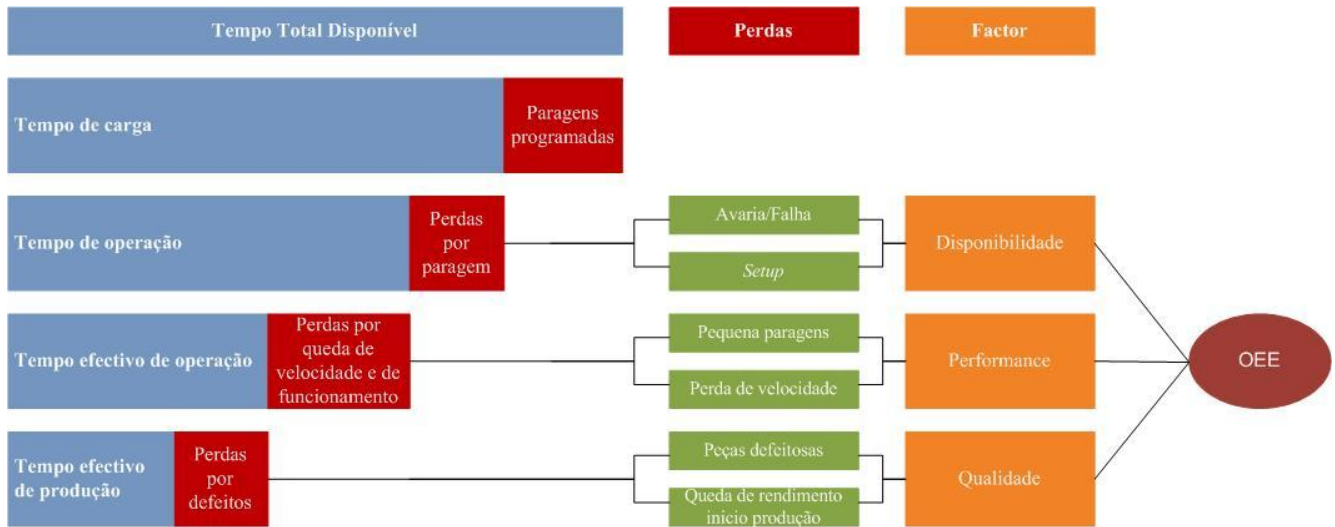 Tempo Total Disponível
Perdas
Factor
Tempo de carga
Paragens
programadas
Tempo de operação
Perdas
por
paragem
Avaria/Falha
Setup
Disponibilidade
Tempo efectivo de operação
Perdas por
queda de
velocidade e de
funcionamento
Pequena paragens
Perda de velocidade
Performance
OEE
Tempo efectivo
de produção
Perdas
por
defeitos
Peças defeitosas
Queda de rendimento
inicio produção
Qualidade